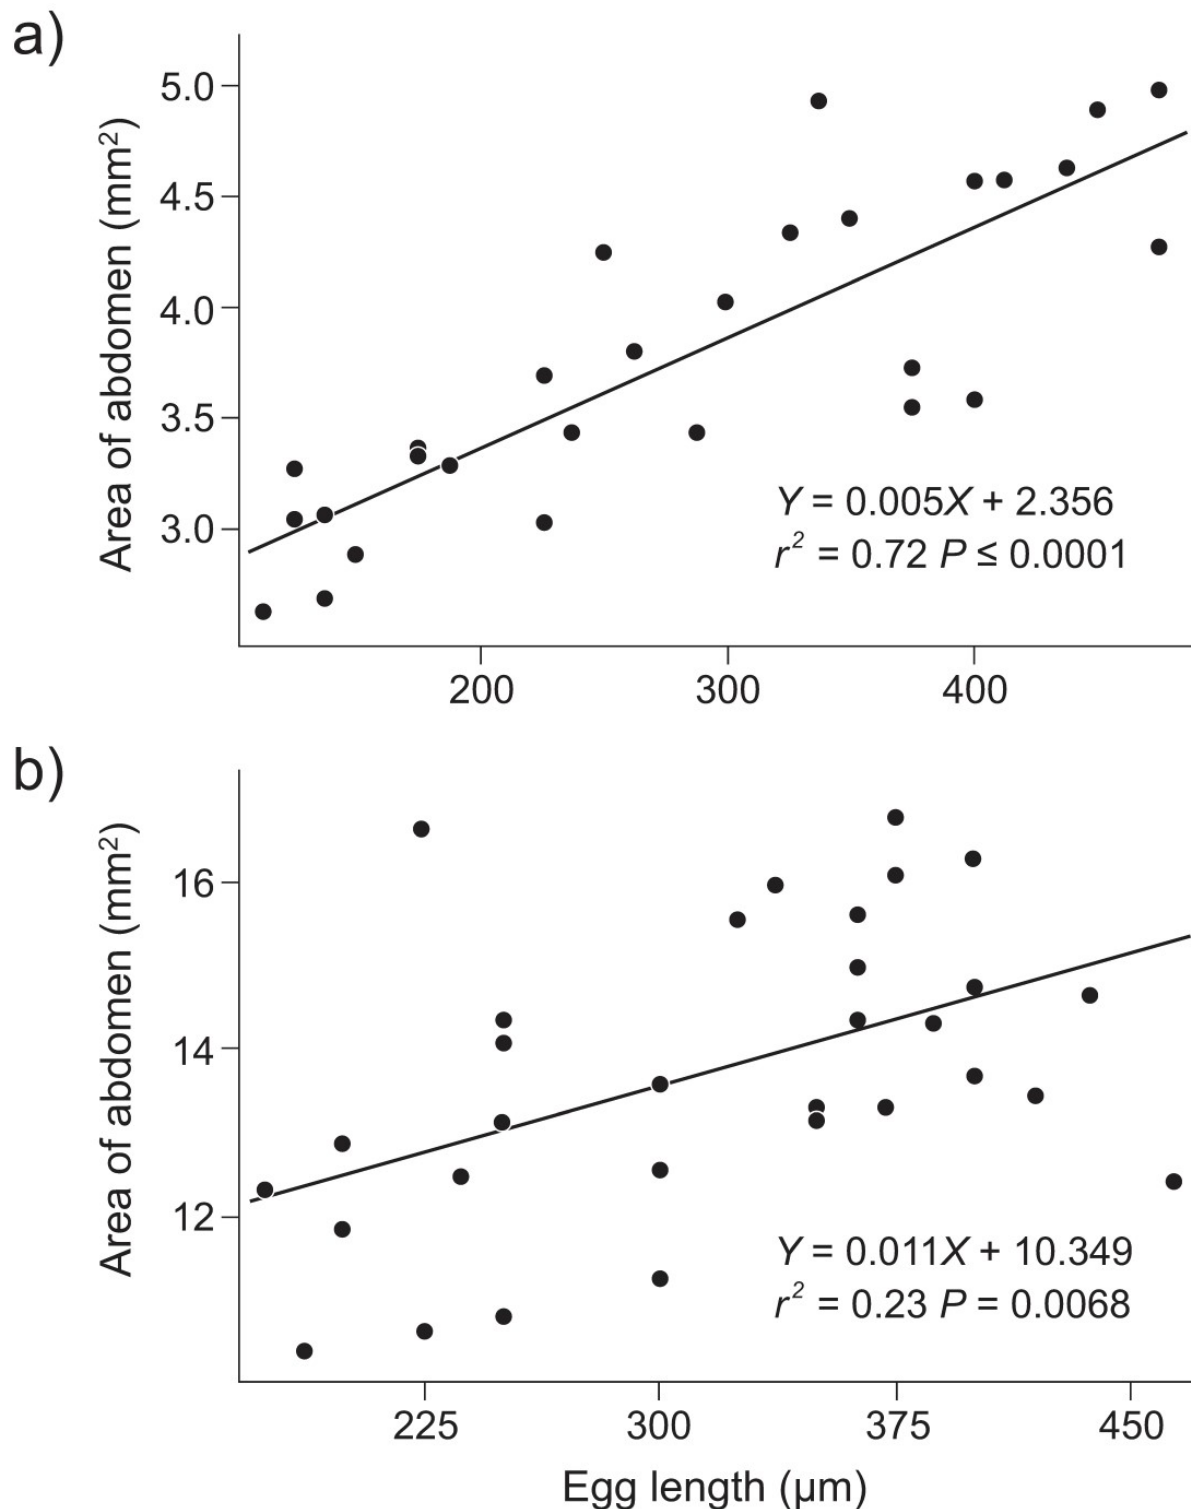 a)
Area of abdomen (mm²)
5.0
4.5
4.0
3.5
3.0
Y = 0.005X + 2.356
r² = 0.72 P ≤ 0.0001
200 300 400
b)
Area of abdomen (mm²)
16
14
12
Y = 0.011X + 10.349
r² = 0.23 P = 0.0068
225 300 375 450
Egg length (μm)